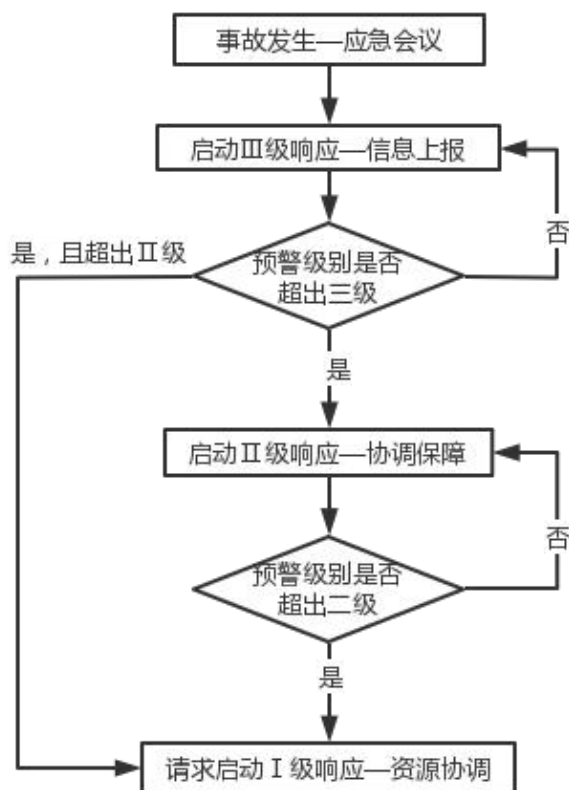 事故发生—应急会议
启动Ⅲ级响应—信息上报
否
是，且超出Ⅱ级
预警级别是否
超出三级
是
启动Ⅱ级响应—协调保障
否
预警级别是否
超出二级
是
请求启动Ⅰ级响应—资源协调